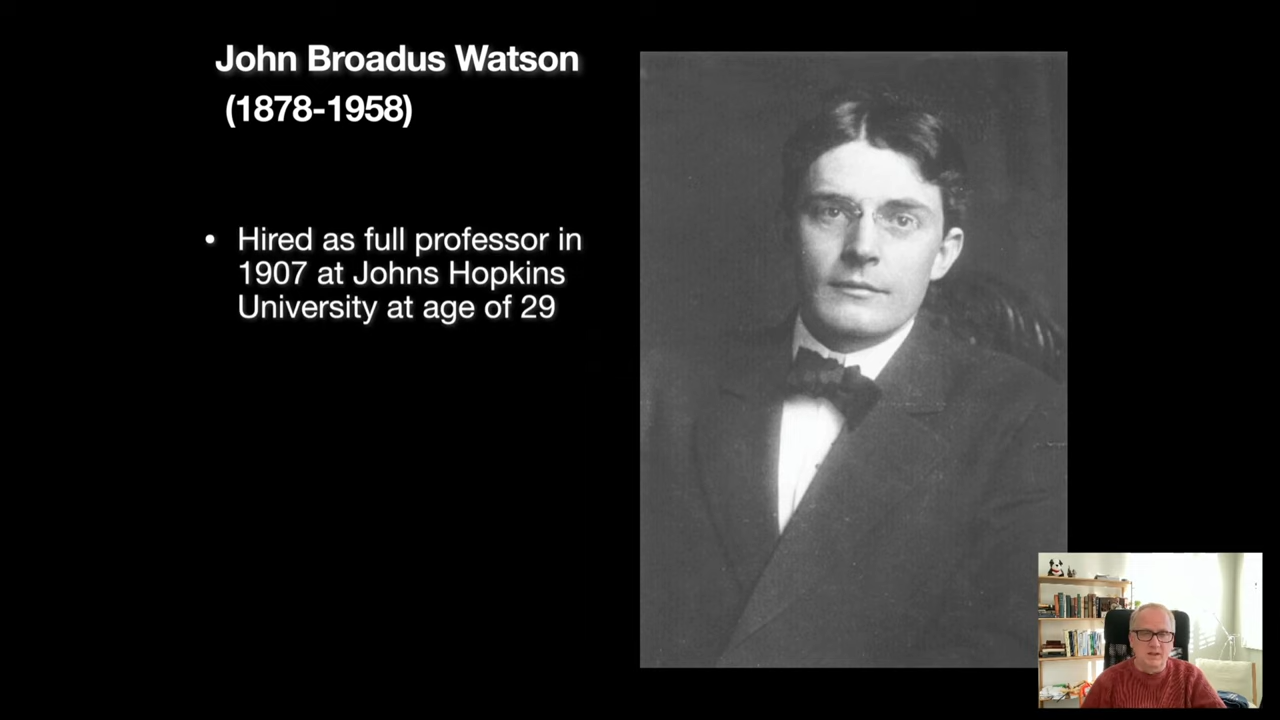 John Broadus Watson
(1878-1958)
• Hired as full professor in
1907 at Johns Hopkins
University at age of 29